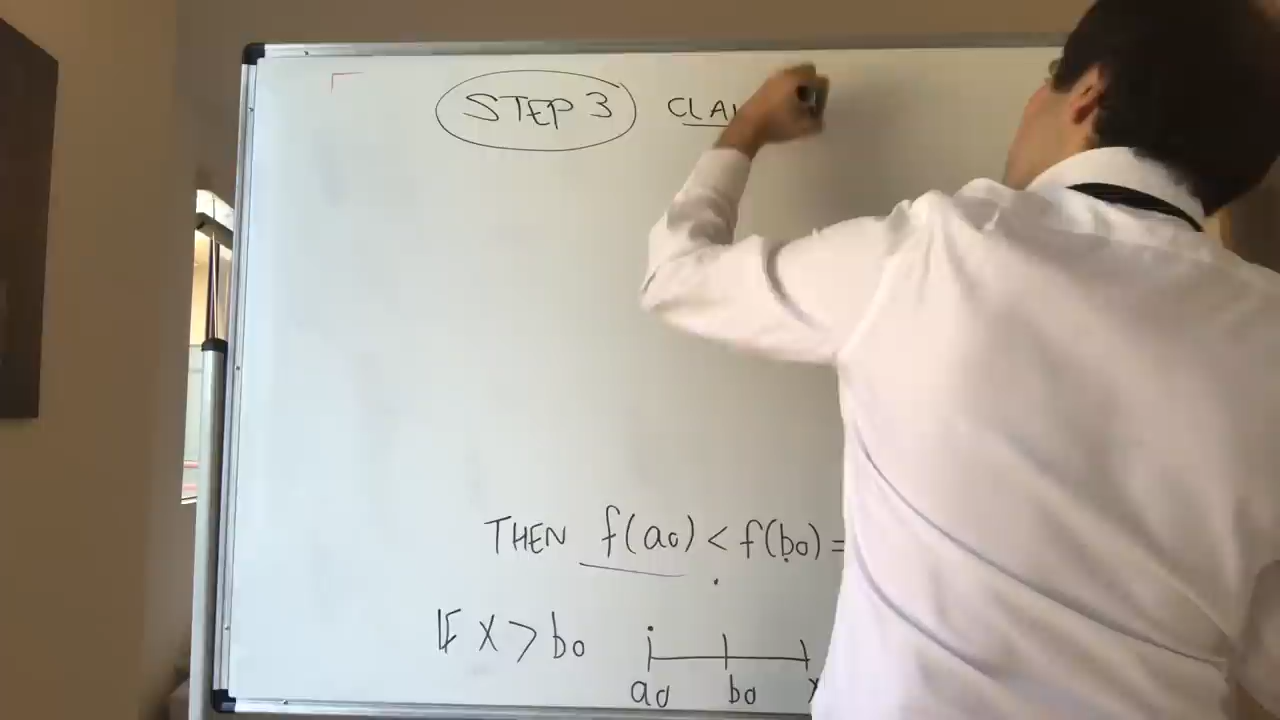 STEP 3
THEN f(a0) < f(b0) =
IF x > b0
a0 b0